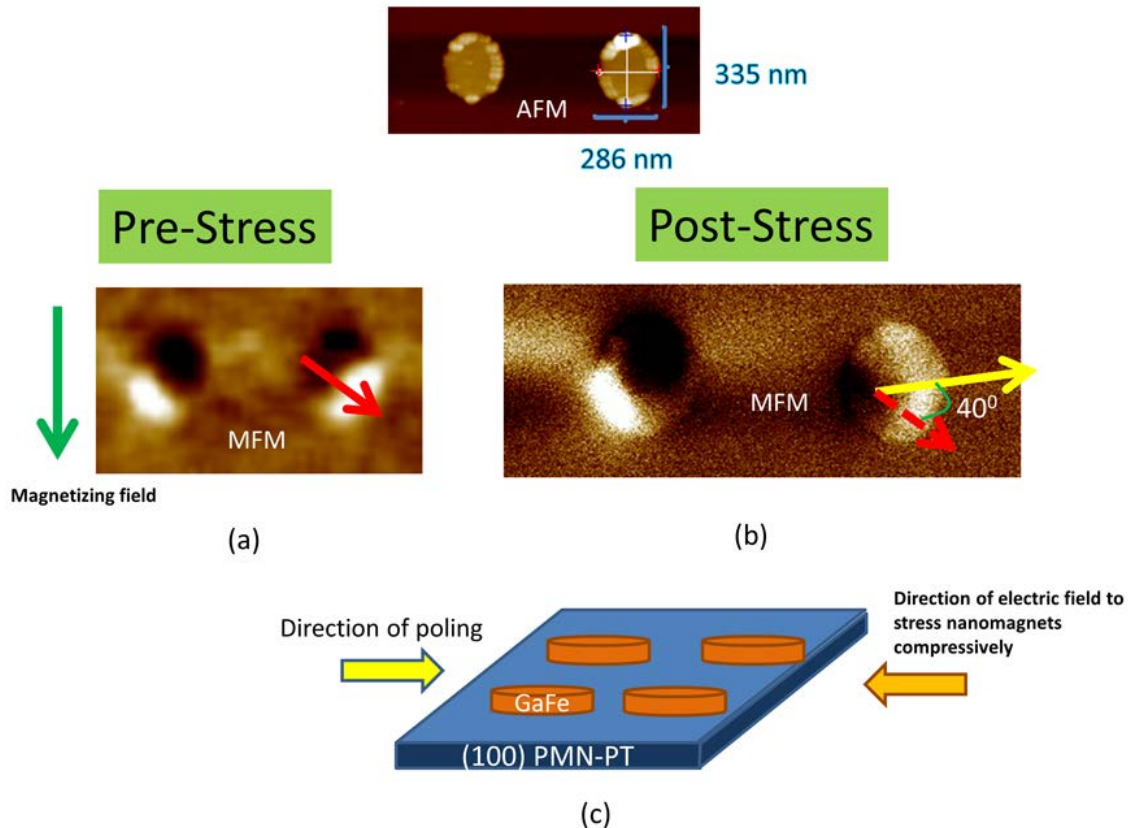 AFM
335 nm
286 nm
Pre-Stress
Post-Stress
MFM
Magnetizing field
(a)
MFM
40⁰
(b)
Direction of poling
Direction of electric field to
stress nanomagnets
compressively
GaFe
(100) PMN-PT
(c)